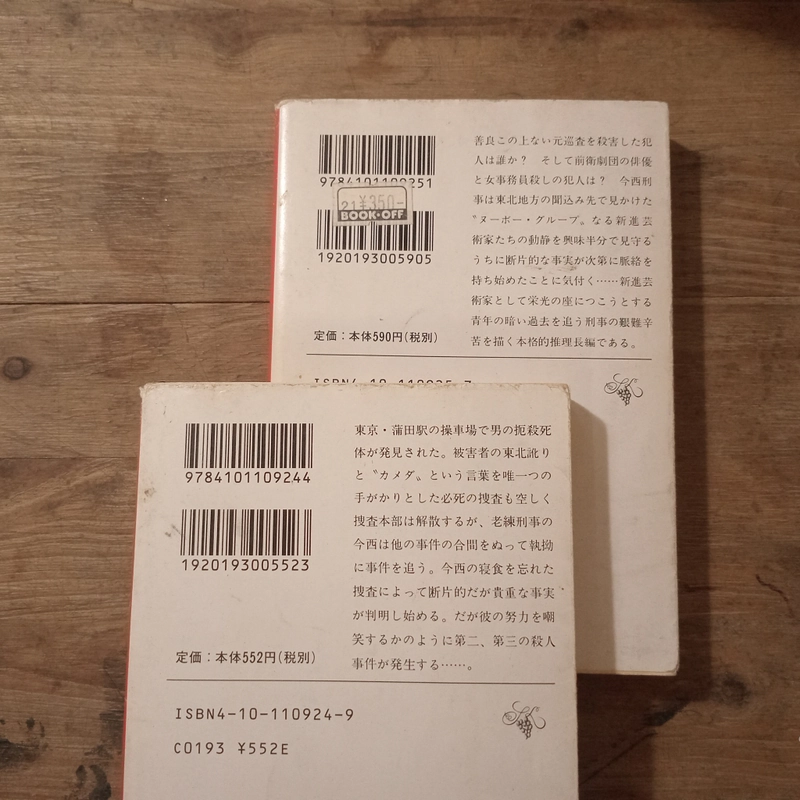 9784101109251
21 ¥350-
BOOK・OFF
1920193005905
定価：本体590円(税別)
善良この上ない元巡査を殺害した犯
人は誰か？ そして前衛劇団の俳優
と女事務員殺しの犯人は？ 今西刑
事は東北地方の聞込み先で見かけた
〝ヌーボー・グループ〟なる新進芸
術家たちの動静を興味半分で見守る
うちに断片的な事実が次第に脈絡を
持ち始めたことに気付く……新進芸
術家として栄光の座につこうとする
青年の暗い過去を追う刑事の艱難辛
苦を描く本格的推理長編である。
ISBN4-10-110925-7
9784101109244
1920193005523
定価：本体552円(税別)
東京・蒲田駅の操車場で男の扼殺死
体が発見された。被害者の東北訛り
と〝カメダ〟という言葉を唯一つの
手がかりとした必死の捜査も空しく
捜査本部は解散するが、老練刑事の
今西は他の事件の合間をぬって執拗
に事件を追う。今西の寝食を忘れた
捜査によって断片的だが貴重な事実
が判明し始める。だが彼の努力を嘲
笑するかのように第二、第三の殺人
事件が発生する……。
ISBN4-10-110924-9
C0193 ¥552E